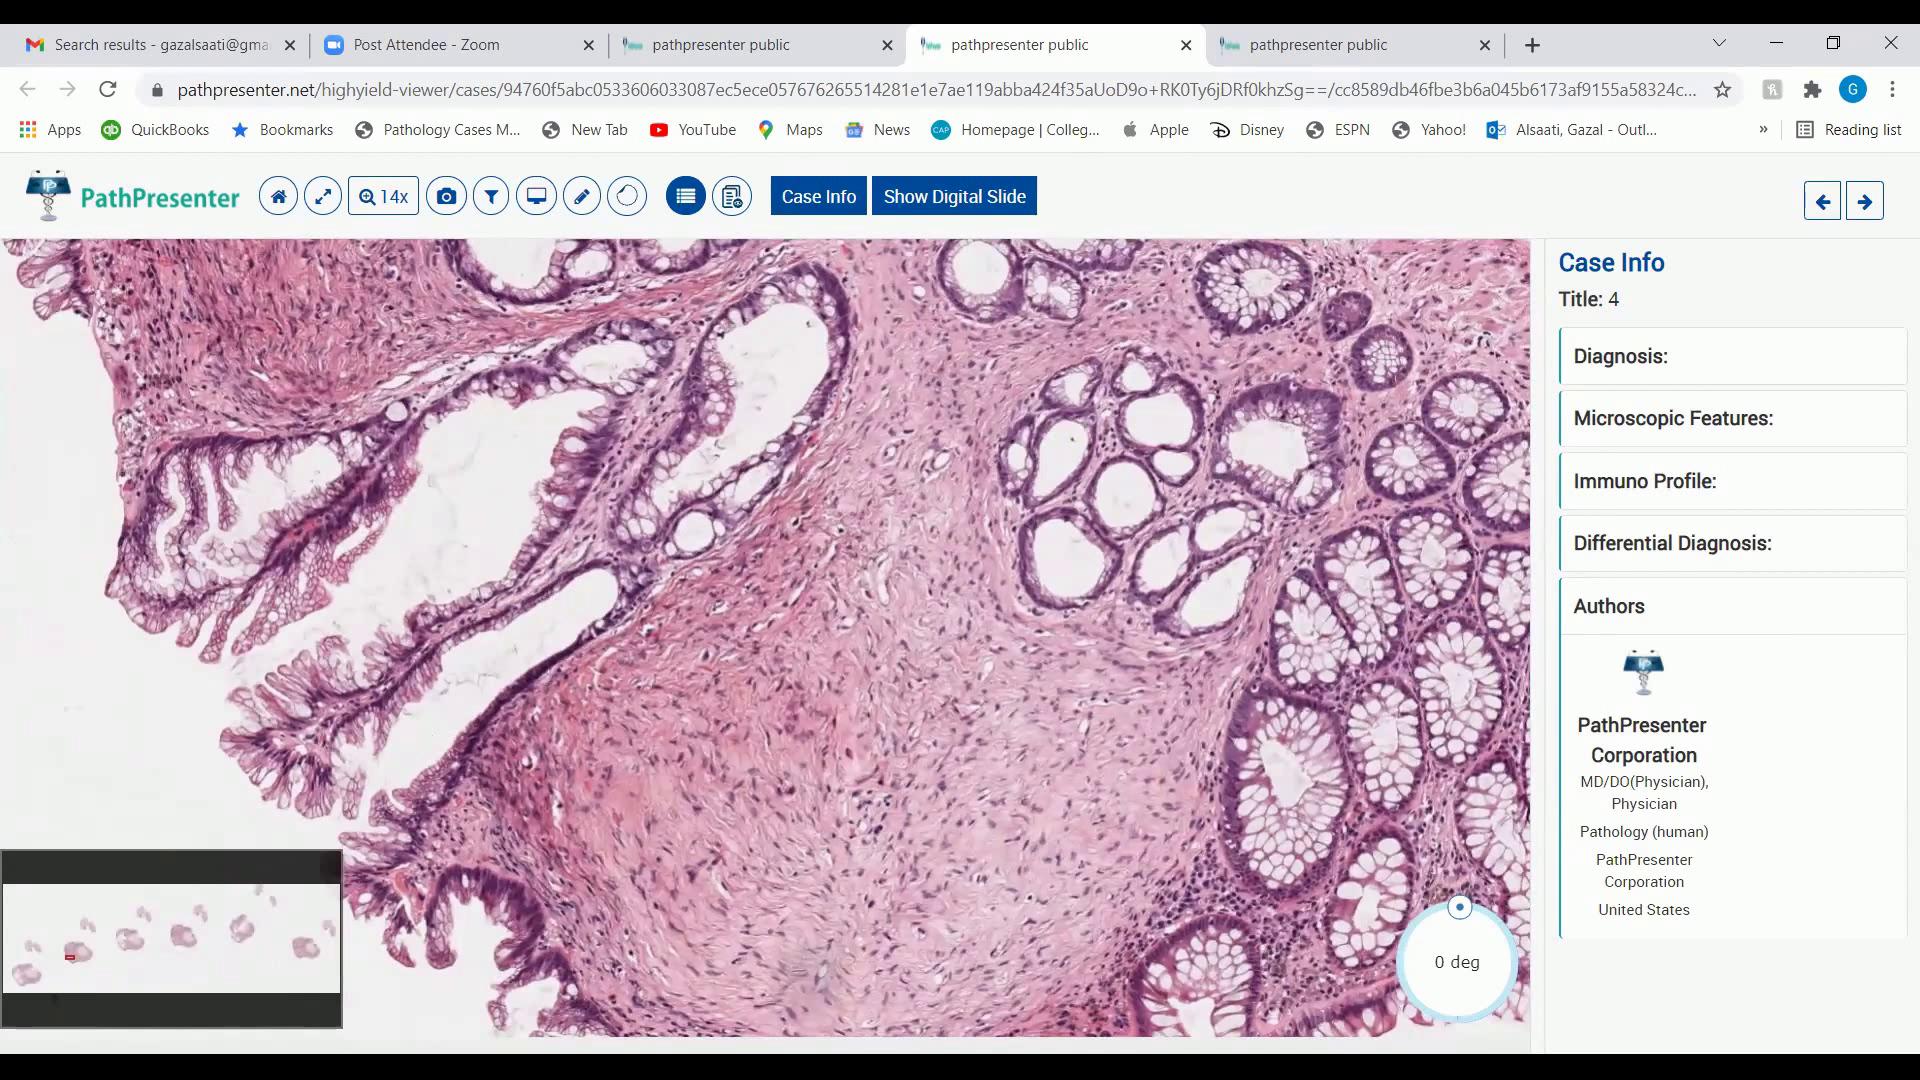 Search results - gazalsaati@gma
Post Attendee - Zoom
pathpresenter public
pathpresenter public
pathpresenter public
pathpresenter.net/highyield-viewer/cases/94760f5abc0533606033087ec5ece057676265514281e1e7ae119abba424f35aUoD9o+RK0Ty6jDRf0khzSg==/cc8589db46fbe3b6a045b6173af9155a58324c...
G
Apps
QuickBooks
Bookmarks
Pathology Cases M...
New Tab
YouTube
Maps
News
CAP
Homepage | Colleg...
Apple
Disney
ESPN
Yahoo!
Alsaati, Gazal - Outl...
»
Reading list
PathPresenter
14x
Case Info
Show Digital Slide
Case Info
Title: 4
Diagnosis:
Microscopic Features:
Immuno Profile:
Differential Diagnosis:
Authors
PathPresenter
Corporation
MD/DO(Physician),
Physician
Pathology (human)
PathPresenter
Corporation
United States
0 deg